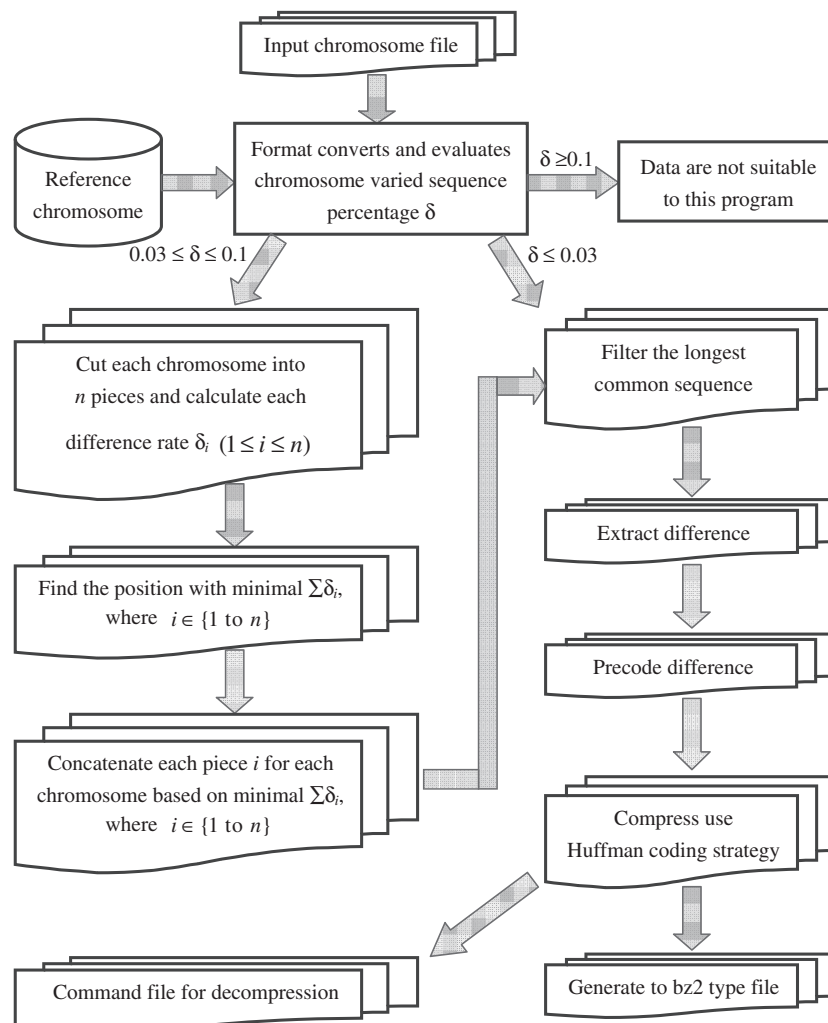 Input chromosome file
Reference
chromosome
Format converts and evaluates
chromosome varied sequence
percentage δ
δ ≥0.1
Data are not suitable
to this program
0.03 ≤ δ ≤ 0.1
δ ≤ 0.03
Cut each chromosome into
n pieces and calculate each
difference rate δi (1 ≤ i ≤ n)
Find the position with minimal ∑δi,
where i ∈ {1 to n}
Concatenate each piece i for each
chromosome based on minimal ∑δi,
where i ∈ {1 to n}
Filter the longest
common sequence
Extract difference
Precode difference
Compress use
Huffman coding strategy
Command file for decompression
Generate to bz2 type file